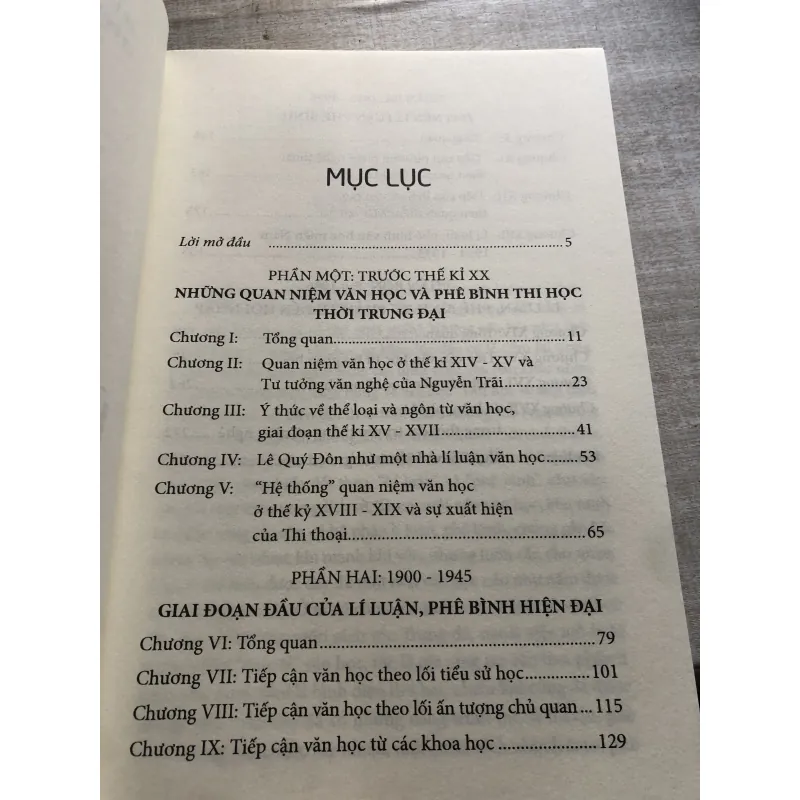 MỤC LỤC
Lời mở đầu ........ 5
PHẦN MỘT: TRƯỚC THẾ KỈ XX
NHỮNG QUAN NIỆM VĂN HỌC VÀ PHÊ BÌNH THI HỌC
THỜI TRUNG ĐẠI
Chương I: Tổng quan ........ 11
Chương II: Quan niệm văn học ở thế kỉ XIV - XV và
Tư tưởng văn nghệ của Nguyễn Trãi ........ 23
Chương III: Ý thức về thể loại và ngôn từ văn học,
giai đoạn thế kỉ XV - XVII ........ 41
Chương IV: Lê Quý Đôn như một nhà lí luận văn học ........ 53
Chương V: “Hệ thống” quan niệm văn học
ở thế kỷ XVIII - XIX và sự xuất hiện
của Thi thoại ........ 65
PHẦN HAI: 1900 - 1945
GIAI ĐOẠN ĐẦU CỦA LÍ LUẬN, PHÊ BÌNH HIỆN ĐẠI
Chương VI: Tổng quan ........ 79
Chương VII: Tiếp cận văn học theo lối tiểu sử học ........ 101
Chương VIII: Tiếp cận văn học theo lối ấn tượng chủ quan ... 115
Chương IX: Tiếp cận văn học từ các khoa học ........ 129